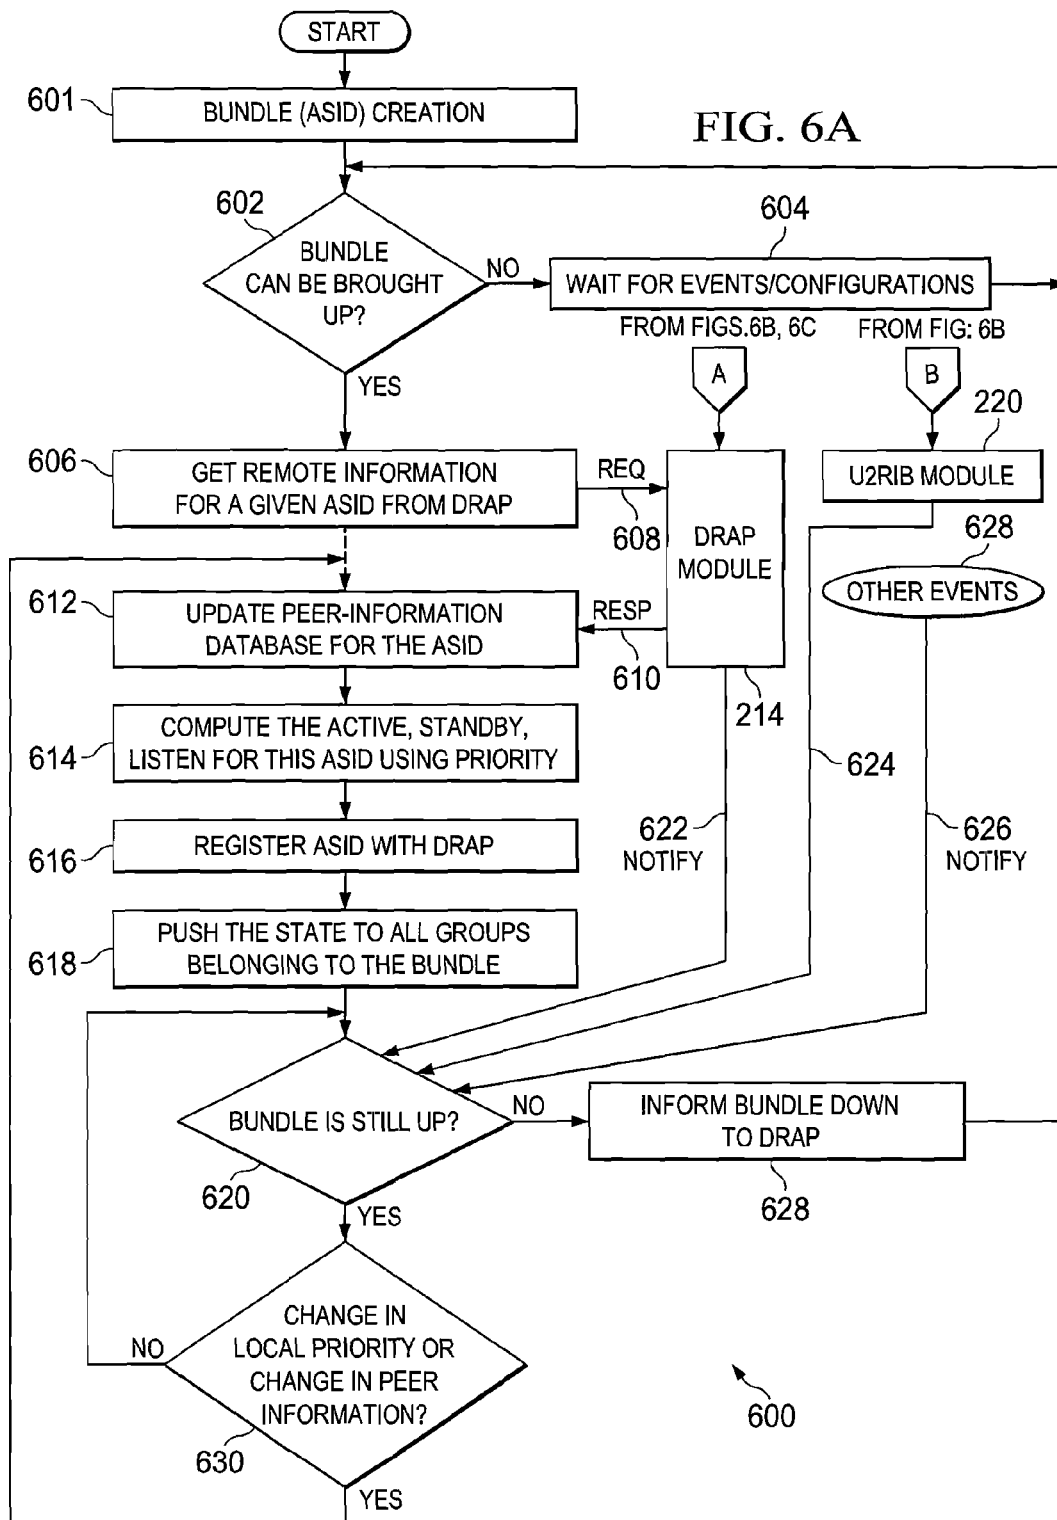 START
601
BUNDLE (ASID) CREATION
FIG. 6A
602
BUNDLE
CAN BE BROUGHT
UP?
NO
604
WAIT FOR EVENTS/CONFIGURATIONS
FROM FIGS.6B, 6C
FROM FIG: 6B
A
B
YES
220
606
GET REMOTE INFORMATION
FOR A GIVEN ASID FROM DRAP
REQ
608
DRAP
MODULE
U2RIB MODULE
628
OTHER EVENTS
612
UPDATE PEER-INFORMATION
DATABASE FOR THE ASID
RESP
610
214
614
COMPUTE THE ACTIVE, STANDBY,
LISTEN FOR THIS ASID USING PRIORITY
624
616
REGISTER ASID WITH DRAP
622
NOTIFY
626
NOTIFY
618
PUSH THE STATE TO ALL GROUPS
BELONGING TO THE BUNDLE
BUNDLE IS STILL UP?
NO
INFORM BUNDLE DOWN
TO DRAP
620
628
YES
CHANGE IN
LOCAL PRIORITY OR
CHANGE IN PEER
INFORMATION?
NO
630
YES
600